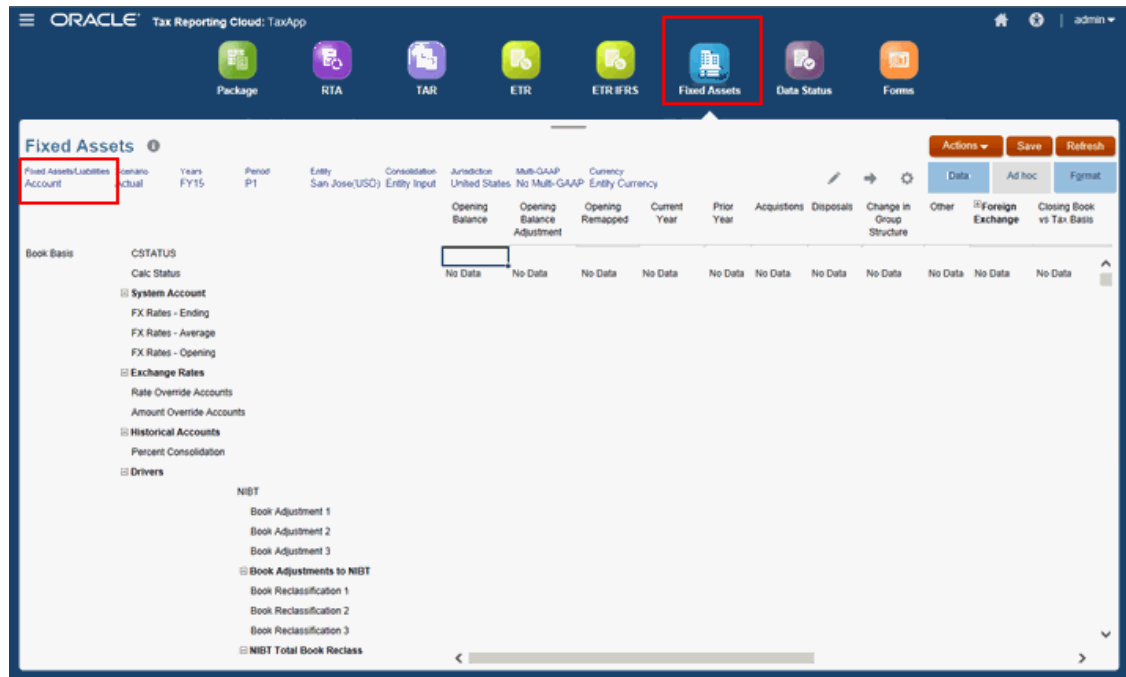 ORACLE® Tax Reporting Cloud: TaxApp admin
Package RTA TAR ETR ETR IFRS Fixed Assets Data Status Forms
Fixed Assets Actions Save Refresh
Fixed Assets/Liabilities Scenario Years Period Entity Consolidation Jurisdiction Multi-GAAP Currency
Account Actual FY15 P1 San Jose(USD) Entity Input United States No Multi-GAAP Entity Currency Data Ad hoc Format
Opening Opening Opening Current Prior Acquistions Disposals Change in Other Foreign Closing Book
Balance Balance Remapped Year Year Group Exchange vs Tax Basis
Adjustment Structure
Book Basis CSTATUS
Calc Status No Data No Data No Data No Data No Data No Data No Data No Data No Data No Data No Data
System Account
FX Rates - Ending
FX Rates - Average
FX Rates - Opening
Exchange Rates
Rate Override Accounts
Amount Override Accounts
Historical Accounts
Percent Consolidation
Drivers
NIBT
Book Adjustment 1
Book Adjustment 2
Book Adjustment 3
Book Adjustments to NIBT
Book Reclassification 1
Book Reclassification 2
Book Reclassification 3
NIBT Total Book Reclass